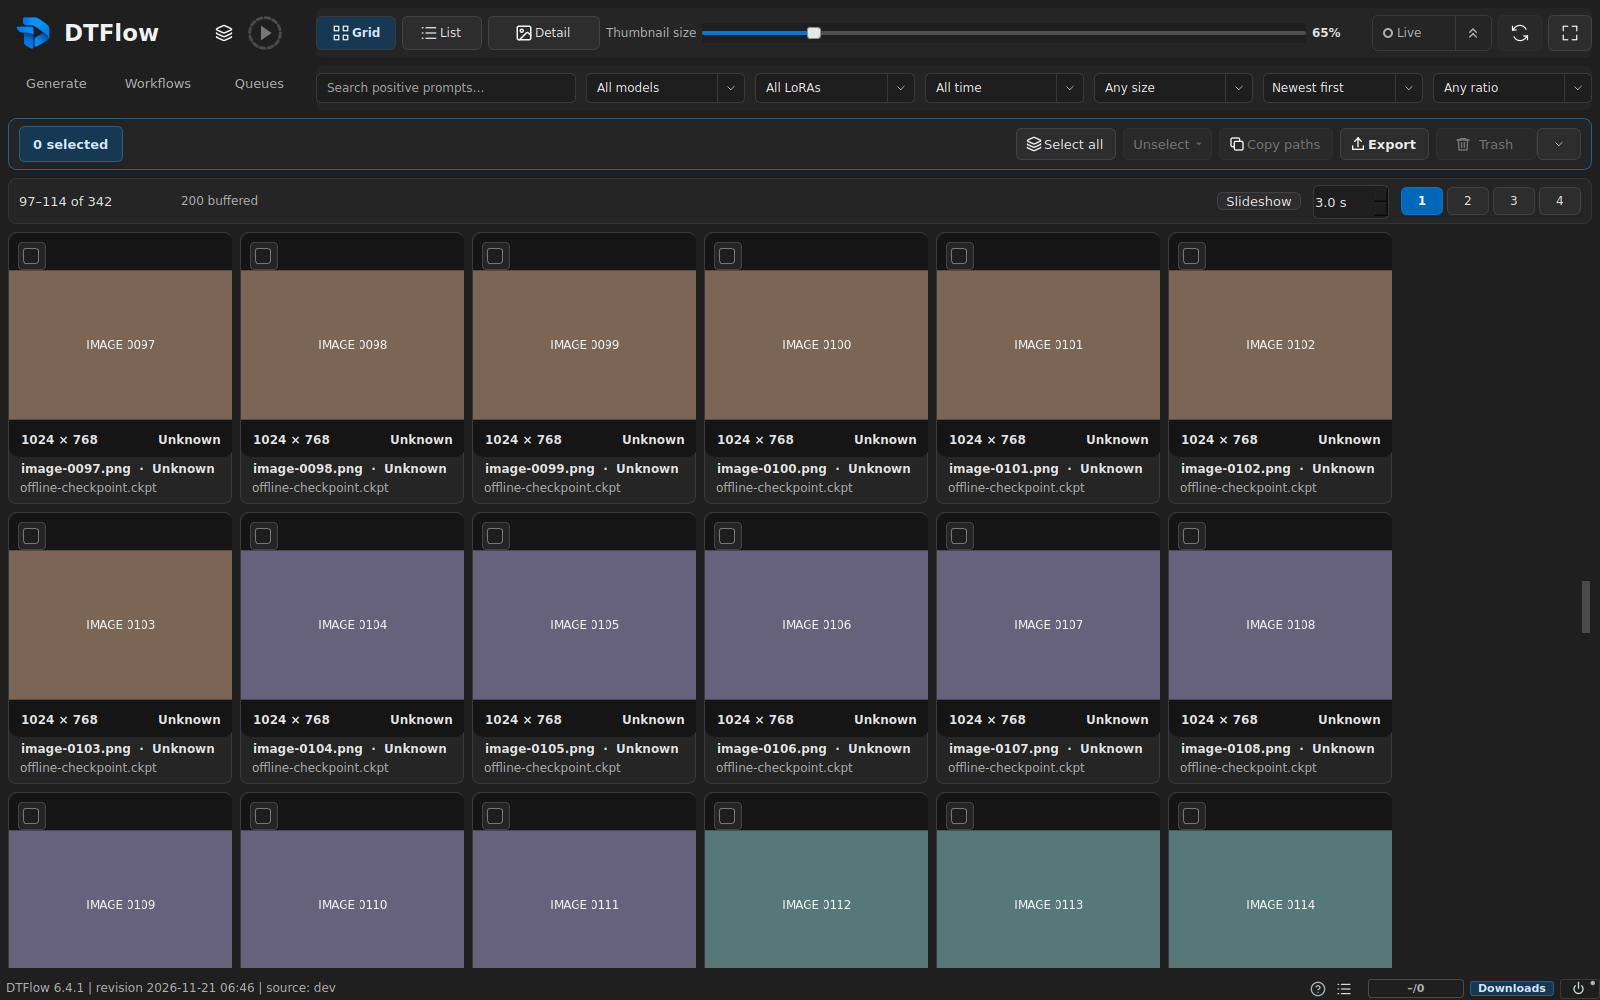 DTFlow
Grid
List
Detail
Thumbnail size
65%
Live
Generate
Workflows
Queues
Search positive prompts...
All models
All LoRAs
All time
Any size
Newest first
Any ratio
0 selected
Select all
Unselect
Copy paths
Export
Trash
97–114 of 342
200 buffered
Slideshow
3.0 s
1
2
3
4
IMAGE 0097
IMAGE 0098
IMAGE 0099
IMAGE 0100
IMAGE 0101
IMAGE 0102
1024 × 768 Unknown
1024 × 768 Unknown
1024 × 768 Unknown
1024 × 768 Unknown
1024 × 768 Unknown
1024 × 768 Unknown
image-0097.png · Unknown
image-0098.png · Unknown
image-0099.png · Unknown
image-0100.png · Unknown
image-0101.png · Unknown
image-0102.png · Unknown
offline-checkpoint.ckpt
offline-checkpoint.ckpt
offline-checkpoint.ckpt
offline-checkpoint.ckpt
offline-checkpoint.ckpt
offline-checkpoint.ckpt
IMAGE 0103
IMAGE 0104
IMAGE 0105
IMAGE 0106
IMAGE 0107
IMAGE 0108
1024 × 768 Unknown
1024 × 768 Unknown
1024 × 768 Unknown
1024 × 768 Unknown
1024 × 768 Unknown
1024 × 768 Unknown
image-0103.png · Unknown
image-0104.png · Unknown
image-0105.png · Unknown
image-0106.png · Unknown
image-0107.png · Unknown
image-0108.png · Unknown
offline-checkpoint.ckpt
offline-checkpoint.ckpt
offline-checkpoint.ckpt
offline-checkpoint.ckpt
offline-checkpoint.ckpt
offline-checkpoint.ckpt
IMAGE 0109
IMAGE 0110
IMAGE 0111
IMAGE 0112
IMAGE 0113
IMAGE 0114
DTFlow 6.4.1 | revision 2026-11-21 06:46 | source: dev
–/0
Downloads